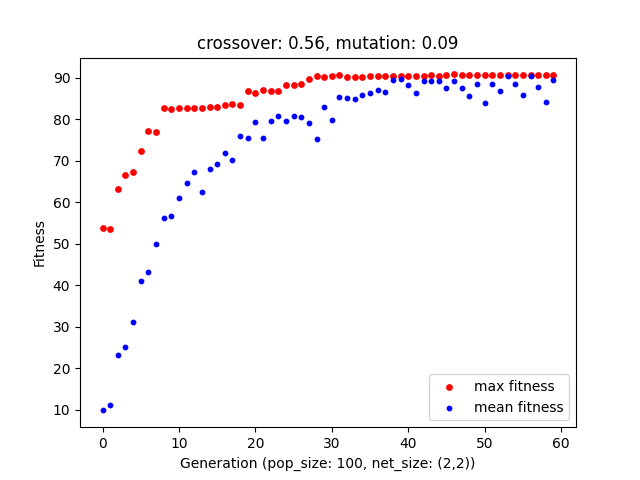 crossover: 0.56, mutation: 0.09
90
80
70
60
50
40
30
20
10
Fitness
max fitness
mean fitness
0 10 20 30 40 50 60
Generation (pop_size: 100, net_size: (2,2))